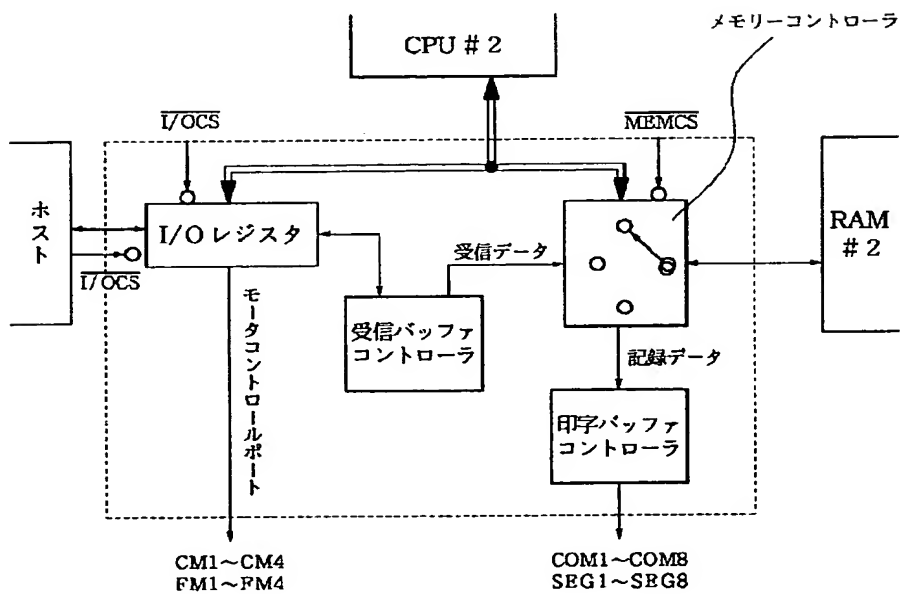 メモリーコントローラ
CPU # 2
I/OCS
MEMCS
ホスト
I/O レジスタ
RAM
# 2
受信データ
I/OCS
モータコントロールポート
受信バッファ
コントローラ
記録データ
印字バッファ
コントローラ
CM1～CM4
FM1～FM4
COM1～COM8
SEG1～SEG8